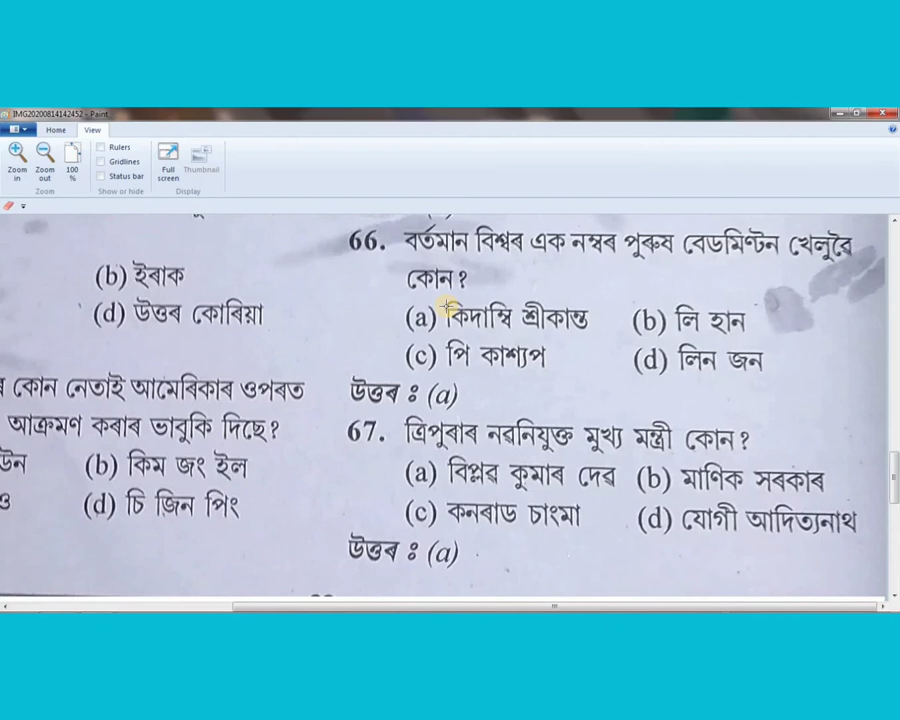 IMG20200814142452 - Paint
Home View
Zoom in
Zoom out
100 %
Zoom
Rulers
Gridlines
Status bar
Show or hide
Full screen
Thumbnail
Display
(b) ইৰাক
(d) উত্তৰ কোৰিয়া
কোন নেতাই আমেৰিকাৰ ওপৰত
আক্ৰমণ কৰাৰ ভাবুকি দিছে?
(b) কিম জং ইল
(d) চি জিন পিং
66. বৰ্তমান বিশ্বৰ এক নম্বৰ পুৰুষ বেডমিণ্টন খেলুৱৈ
কোন?
(a) কিদাম্বি শ্ৰীকান্ত (b) লি হান
(c) পি কাশ্যপ (d) লিন জন
উত্তৰ : (a)
67. ত্ৰিপুৰাৰ নৱনিযুক্ত মুখ্য মন্ত্ৰী কোন?
(a) বিপ্লৱ কুমাৰ দেৱ (b) মাণিক সৰকাৰ
(c) কনৰাড চাংমা (d) যোগী আদিত্যনাথ
উত্তৰ : (a)